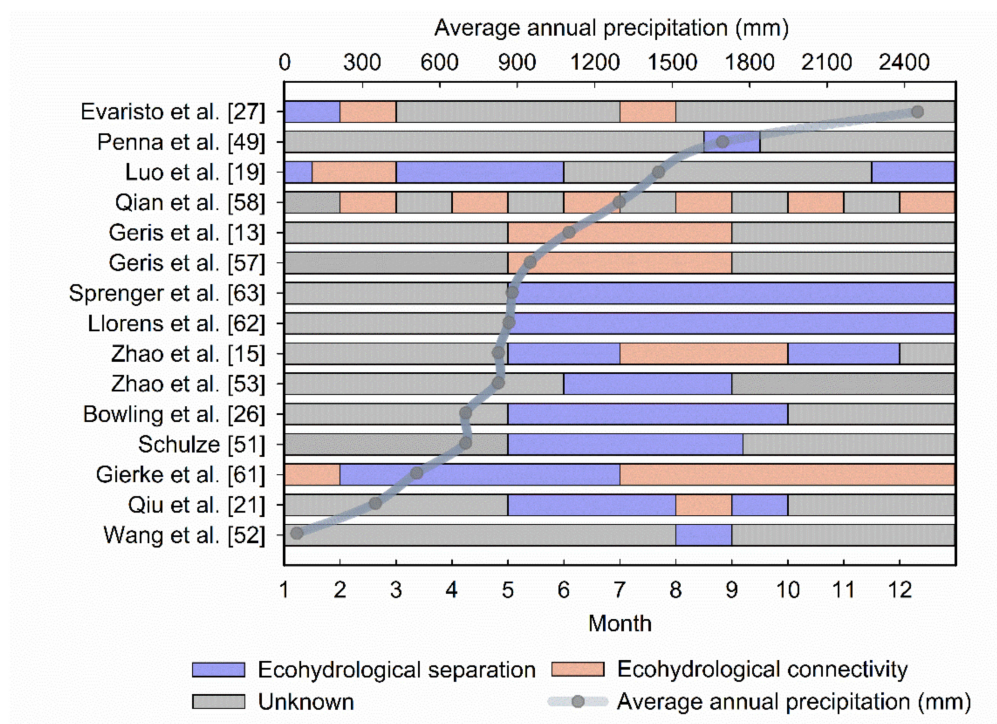 Average annual precipitation (mm)
0 300 600 900 1200 1500 1800 2100 2400
Evaristo et al. [27]
Penna et al. [49]
Luo et al. [19]
Qian et al. [58]
Geris et al. [13]
Geris et al. [57]
Sprenger et al. [63]
Llorens et al. [62]
Zhao et al. [15]
Zhao et al. [53]
Bowling et al. [26]
Schulze [51]
Gierke et al. [61]
Qiu et al. [21]
Wang et al. [52]
1 2 3 4 5 6 7 8 9 10 11 12
Month
Ecohydrological separation Ecohydrological connectivity
Unknown Average annual precipitation (mm)